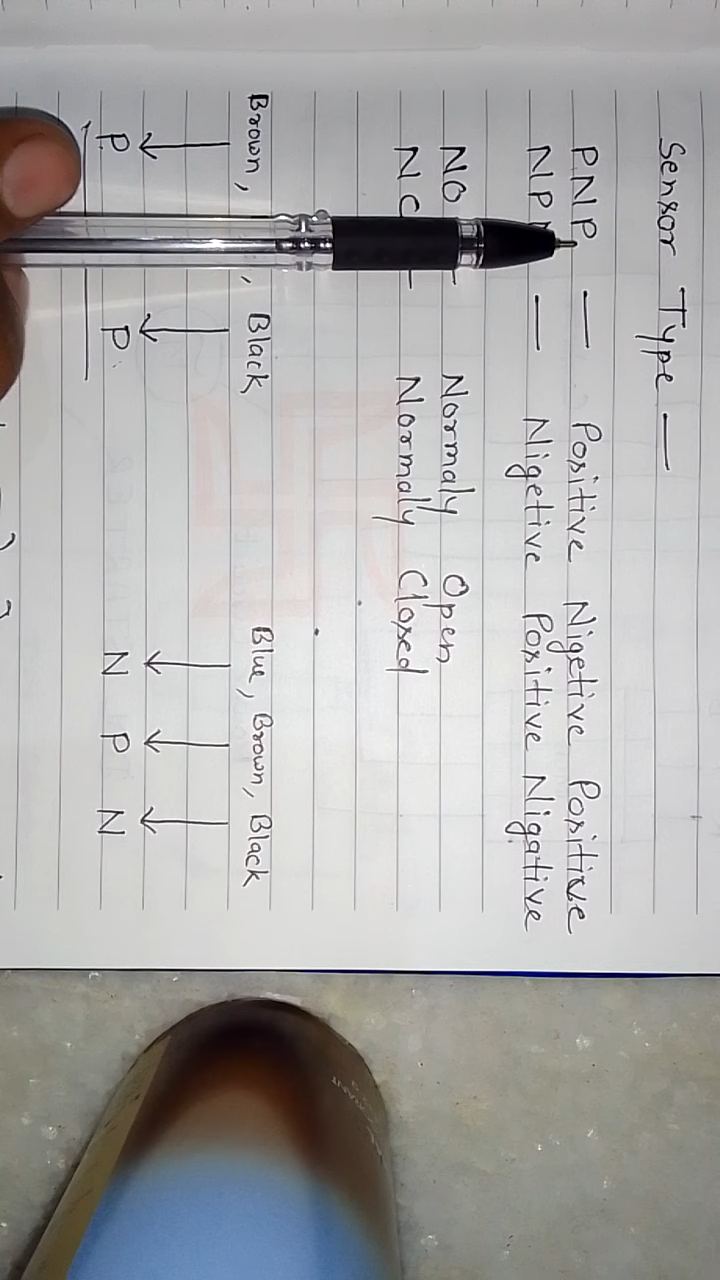 Sensor Type —
PNP — Positive Nigetive Positive
NP — Nigetive Positive Nigative
NO Normaly Open
NC Normaly Closed
Brown, , Black Blue, Brown, Black
P P N P N